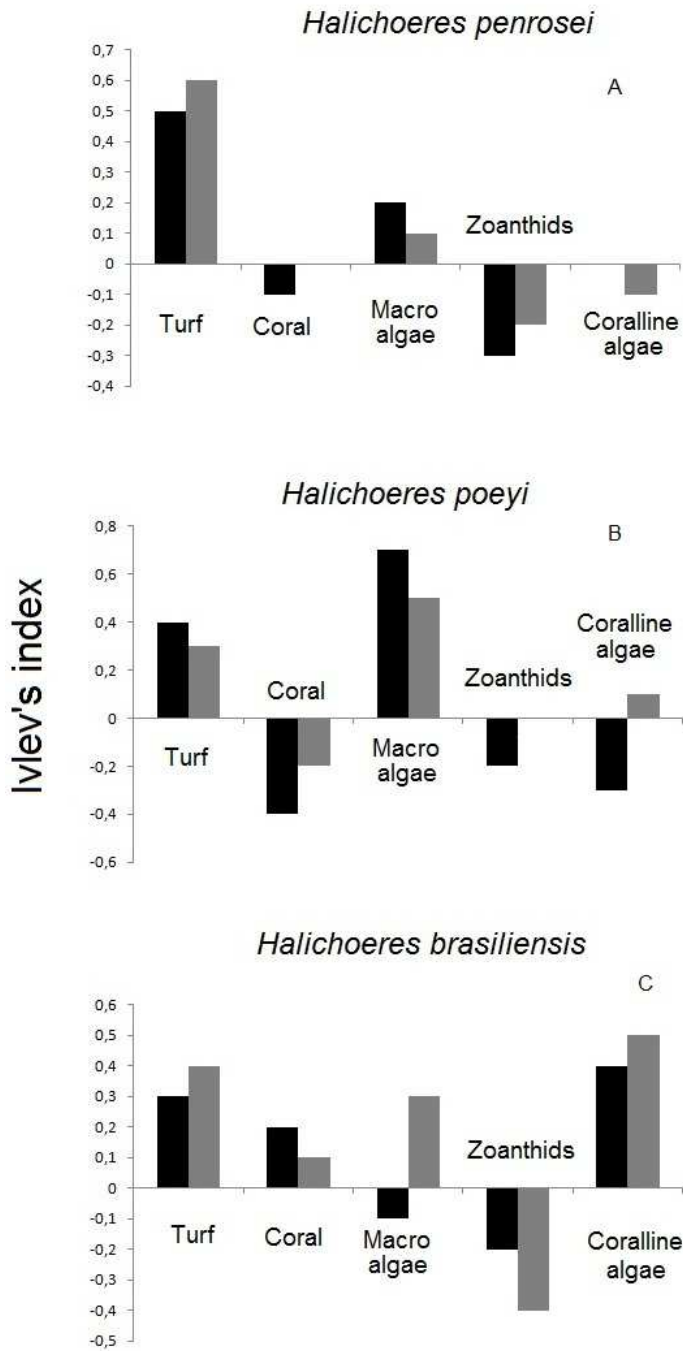 Halichoeres penrosei
A
0,7
0,6
0,5
0,4
0,3
0,2
0,1
0
-0,1
-0,2
-0,3
-0,4
Zoanthids
Turf
Coral
Macro
algae
Coralline
algae
Ivlev's index
Halichoeres poeyi
B
0,8
0,6
0,4
0,2
0
-0,2
-0,4
-0,6
Coralline
algae
Coral
Zoanthids
Turf
Macro
algae
Halichoeres brasiliensis
C
0,6
0,5
0,4
0,3
0,2
0,1
0
-0,1
-0,2
-0,3
-0,4
-0,5
Zoanthids
Turf
Coral
Macro
algae
Coralline
algae